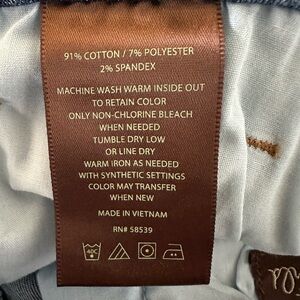 91% COTTON / 7% POLYESTER
2% SPANDEX
MACHINE WASH WARM INSIDE OUT
TO RETAIN COLOR
ONLY NON-CHLORINE BLEACH
WHEN NEEDED
TUMBLE DRY LOW
OR LINE DRY
WARM IRON AS NEEDED
WITH SYNTHETIC SETTINGS
COLOR MAY TRANSFER
WHEN NEW
MADE IN VIETNAM
RN# 58539
40C